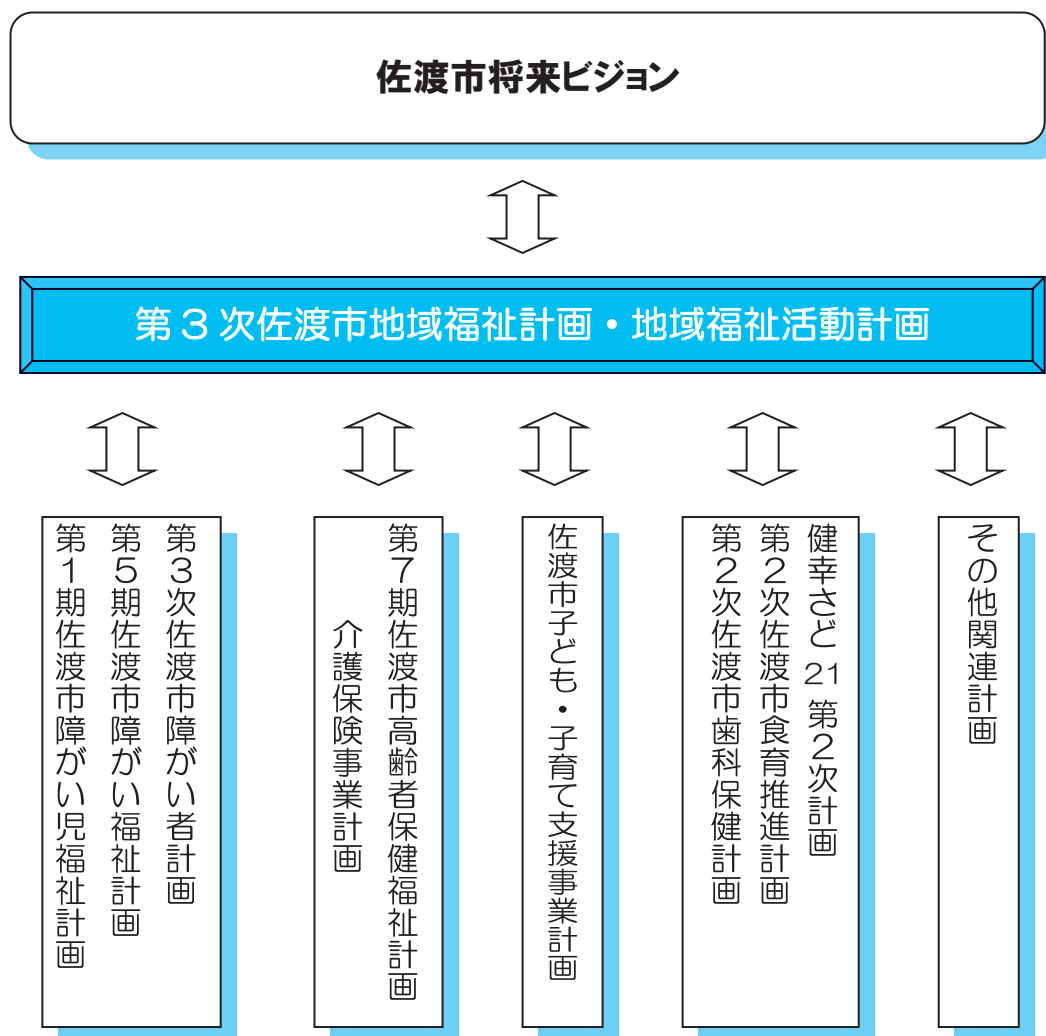 佐渡市将来ビジョン
第３次佐渡市地域福祉計画・地域福祉活動計画
第３次佐渡市障がい者計画
第５期佐渡市障がい福祉計画
第１期佐渡市障がい児福祉計画
第７期佐渡市高齢者保健福祉計画
介護保険事業計画
佐渡市子ども・子育て支援事業計画
健幸さど 21 第２次計画
第２次佐渡市食育推進計画
第２次佐渡市歯科保健計画
その他関連計画